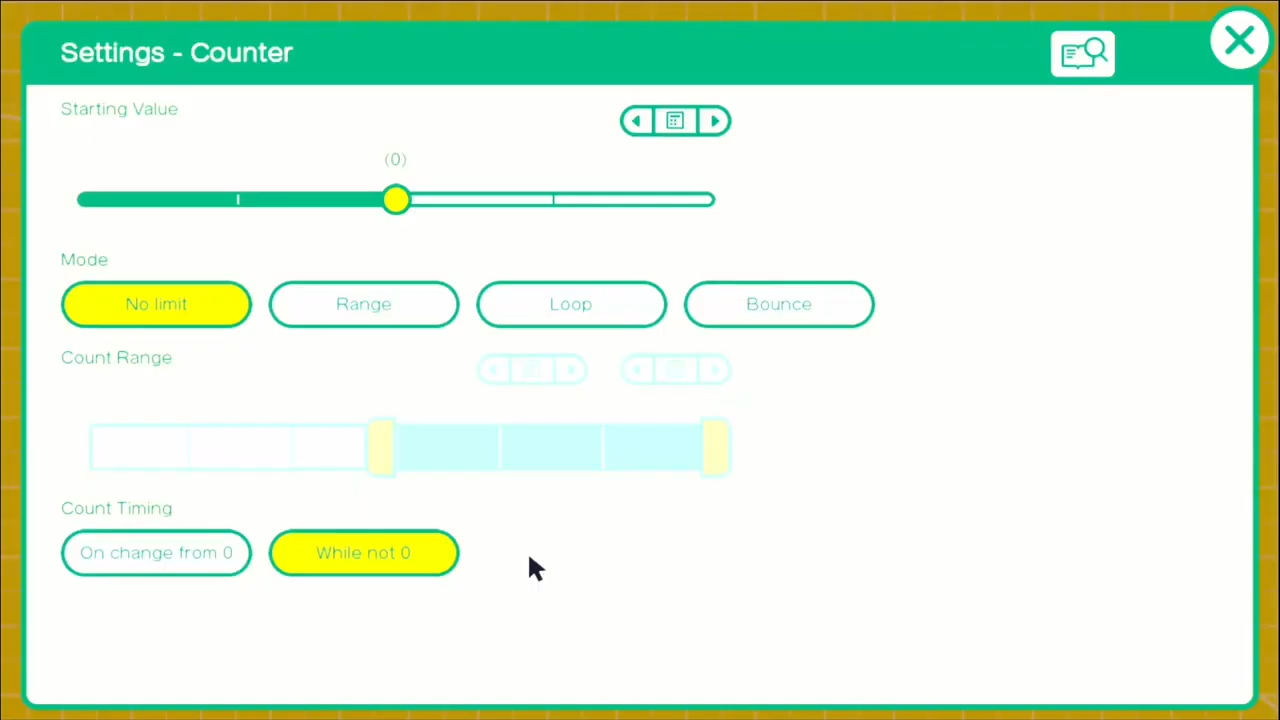 Settings - Counter
Starting Value
(0)
Mode
No limit
Range
Loop
Bounce
Count Range
Count Timing
On change from 0
While not 0